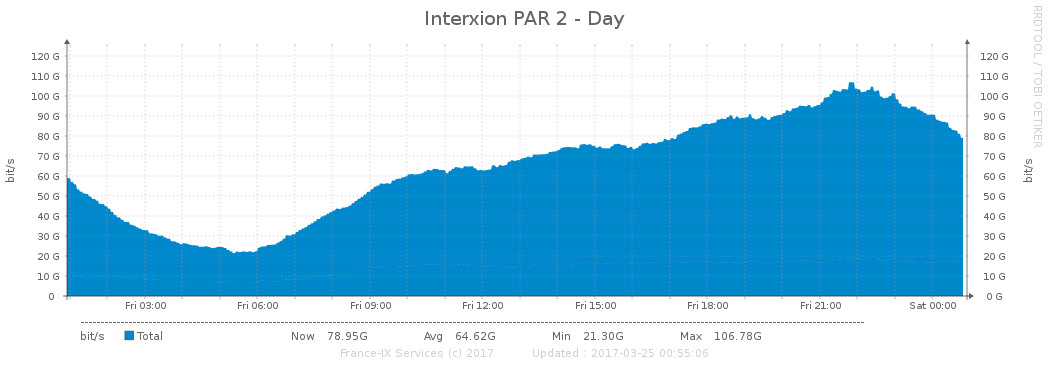 Interxion PAR 2 - Day
RRDTOOL / TOBI OETIKER
bit/s
120 G 120 G
110 G 110 G
100 G 100 G
90 G 90 G
80 G 80 G
70 G 70 G
60 G 60 G
50 G 50 G
40 G 40 G
30 G 30 G
20 G 20 G
10 G 10 G
0 0 G
bit/s
Fri 03:00 Fri 06:00 Fri 09:00 Fri 12:00 Fri 15:00 Fri 18:00 Fri 21:00 Sat 00:00
bit/s Total Now 78.95G Avg 64.62G Min 21.30G Max 106.78G
France-IX Services (c) 2017 Updated : 2017-03-25 00:55:06